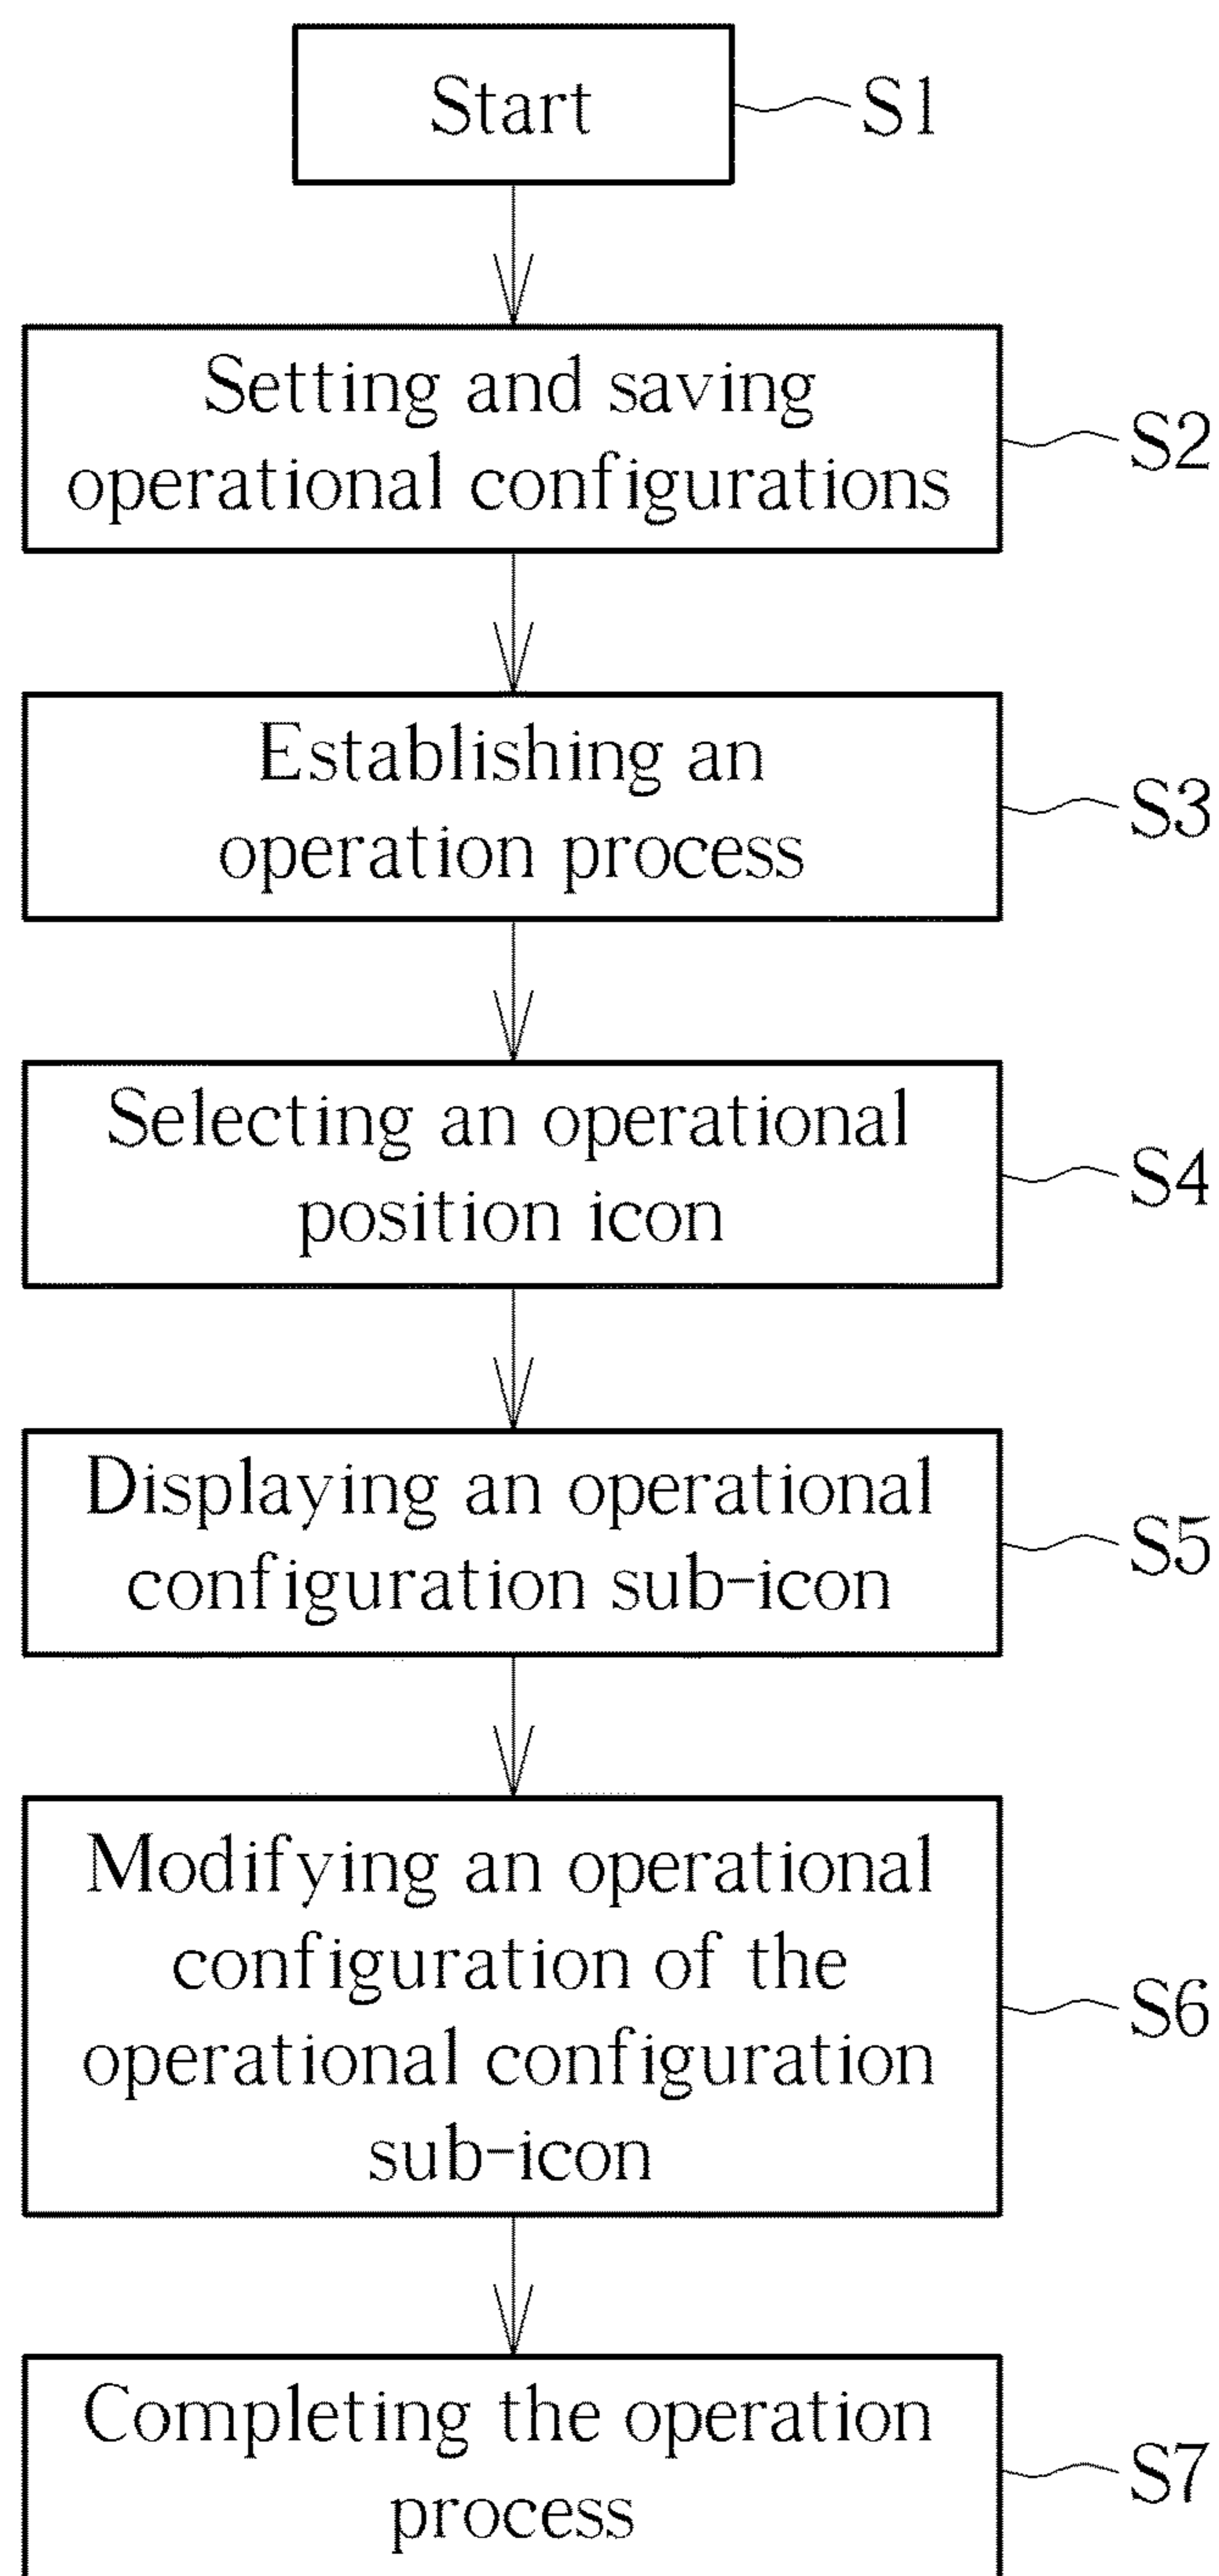 Start
S1
Setting and saving
operational configurations
S2
Establishing an
operation process
S3
Selecting an operational
position icon
S4
Displaying an operational
configuration sub-icon
S5
Modifying an operational
configuration of the
operational configuration
sub-icon
S6
Completing the operation
process
S7